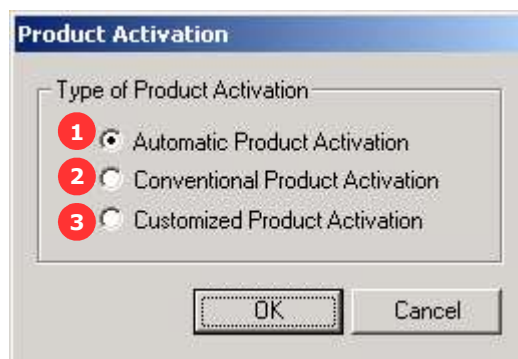 Product Activation
Type of Product Activation
1 Automatic Product Activation
2 Conventional Product Activation
3 Customized Product Activation
OK Cancel